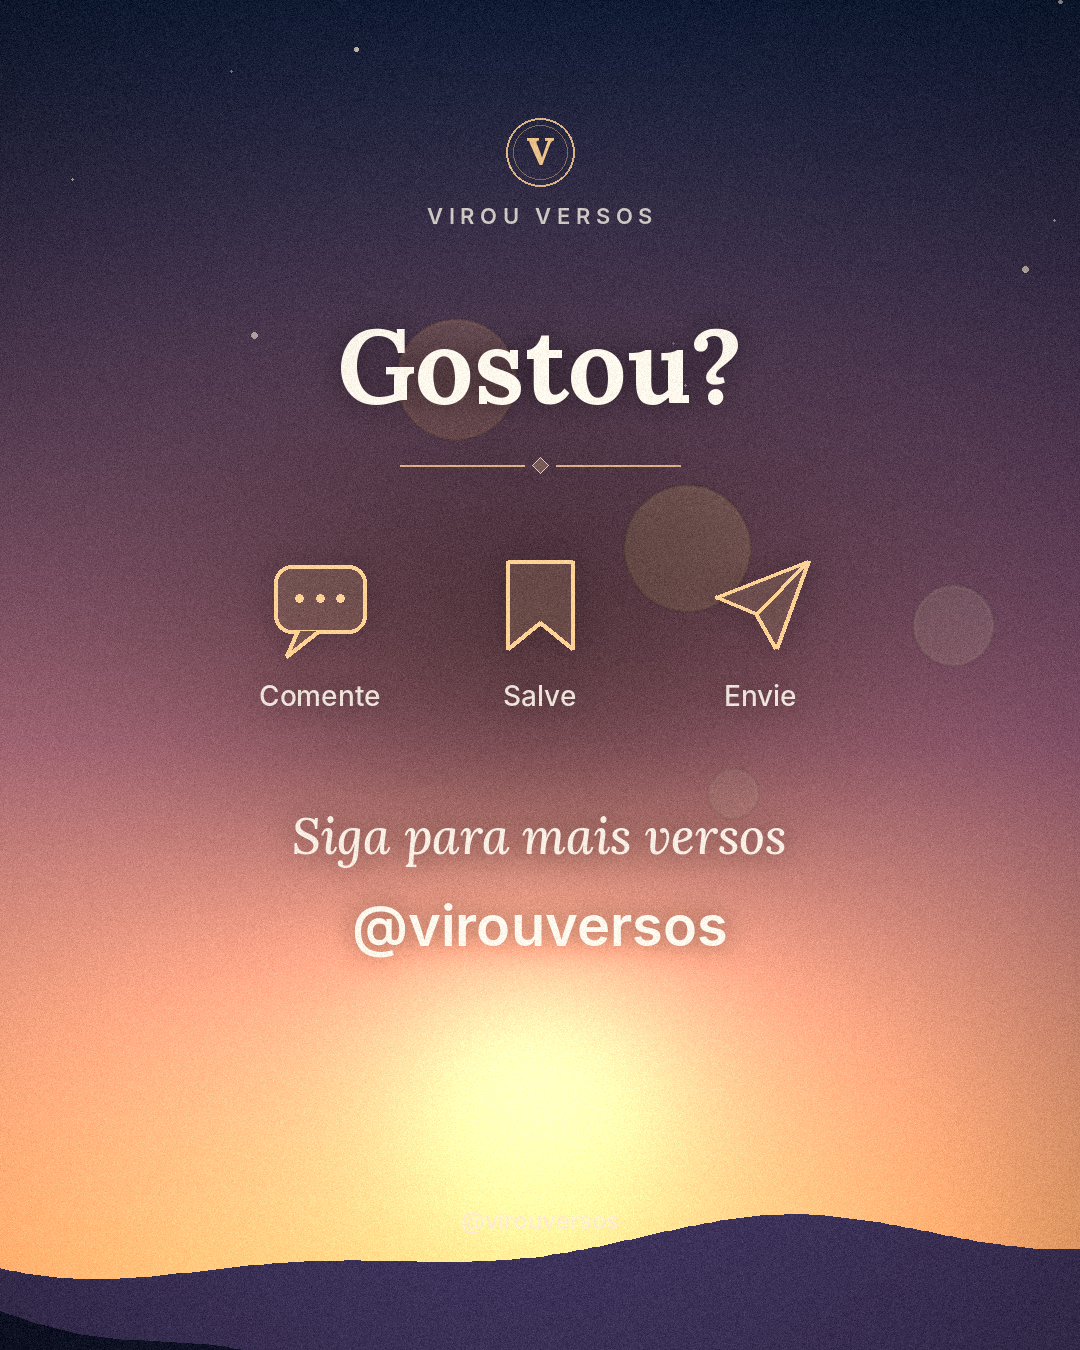 V
VIROU VERSOS
Gostou?
Comente Salve Envie
Siga para mais versos
@virouversos
@virouversos